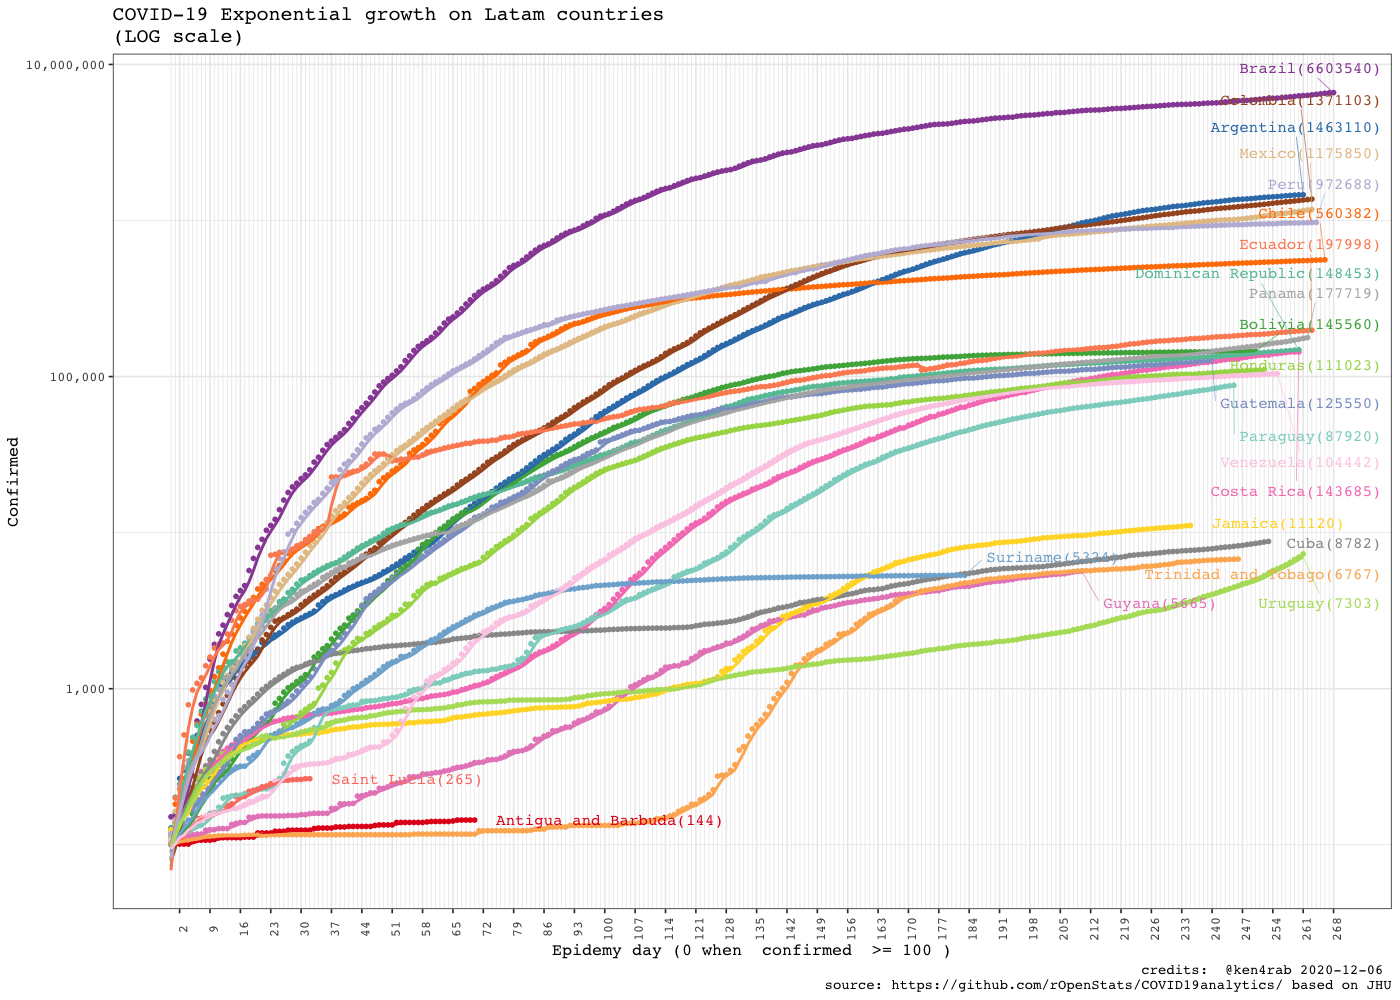 COVID-19 Exponential growth on Latam countries
(LOG scale)
10,000,000
100,000
1,000
Confirmed
Brazil(6603540)
Colombia(1371103)
Argentina(1463110)
Mexico(1175850)
Peru(972688)
Chile(560382)
Ecuador(197998)
Dominican Republic(148453)
Panama(177719)
Bolivia(145560)
Honduras(111023)
Guatemala(125550)
Paraguay(87920)
Venezuela(104442)
Costa Rica(143685)
Jamaica(11120)
Cuba(8782)
Suriname(5324)
Trinidad and Tobago(6767)
Guyana(5665)
Uruguay(7303)
Saint Lucia(265)
Antigua and Barbuda(144)
2 9 16 23 30 37 44 51 58 65 72 79 86 93 100 107 114 121 128 135 142 149 156 163 170 177 184 191 198 205 212 219 226 233 240 247 254 261 268
Epidemy day (0 when confirmed >= 100 )
credits: @ken4rab 2020-12-06
source: https://github.com/rOpenStats/COVID19analytics/ based on JHU